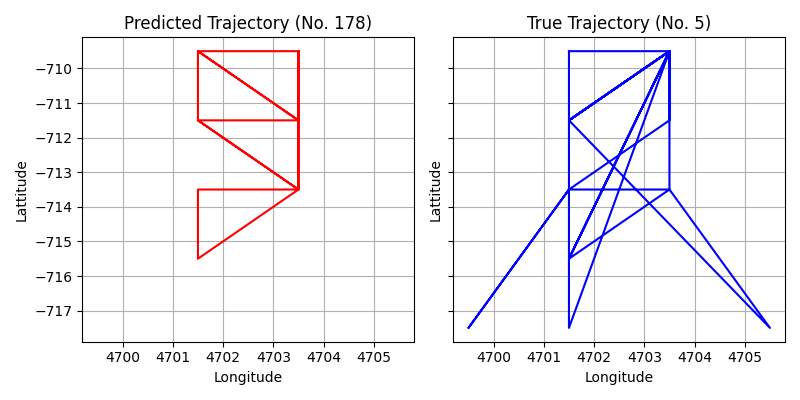 Predicted Trajectory (No. 178)
Lattitude
−710
−711
−712
−713
−714
−715
−716
−717
4700 4701 4702 4703 4704 4705
Longitude
True Trajectory (No. 5)
Lattitude
4700 4701 4702 4703 4704 4705
Longitude